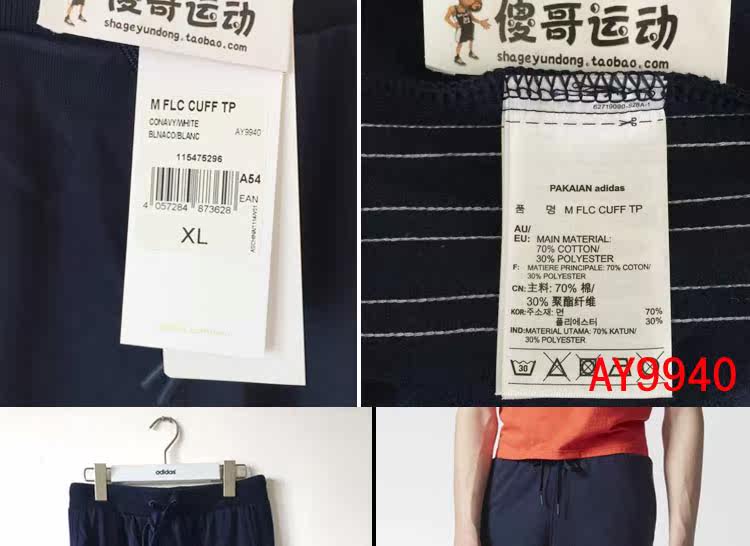 傻哥运动
shageyundong.taobao.com
M FLC CUFF TP
CONAVY/WHITE
BLNACO/BLANC AY9940
115475296
A54
EAN
4 057284 873628
XL
傻哥运动
shageyundong.taobao.com
PAKAIAN adidas
품 명 M FLC CUFF TP
AU/
EU: MAIN MATERIAL:
70% COTTON/
30% POLYESTER
F: MATIERE PRINCIPALE: 70% COTON/
30% POLYESTER
CN: 主料: 70% 棉/
30% 聚酯纤维
KOR: 주소재: 면 70%
폴리에스터 30%
IND: MATERIAL UTAMA: 70% KATUN/
30% POLYESTER
30
AY9940
adidas